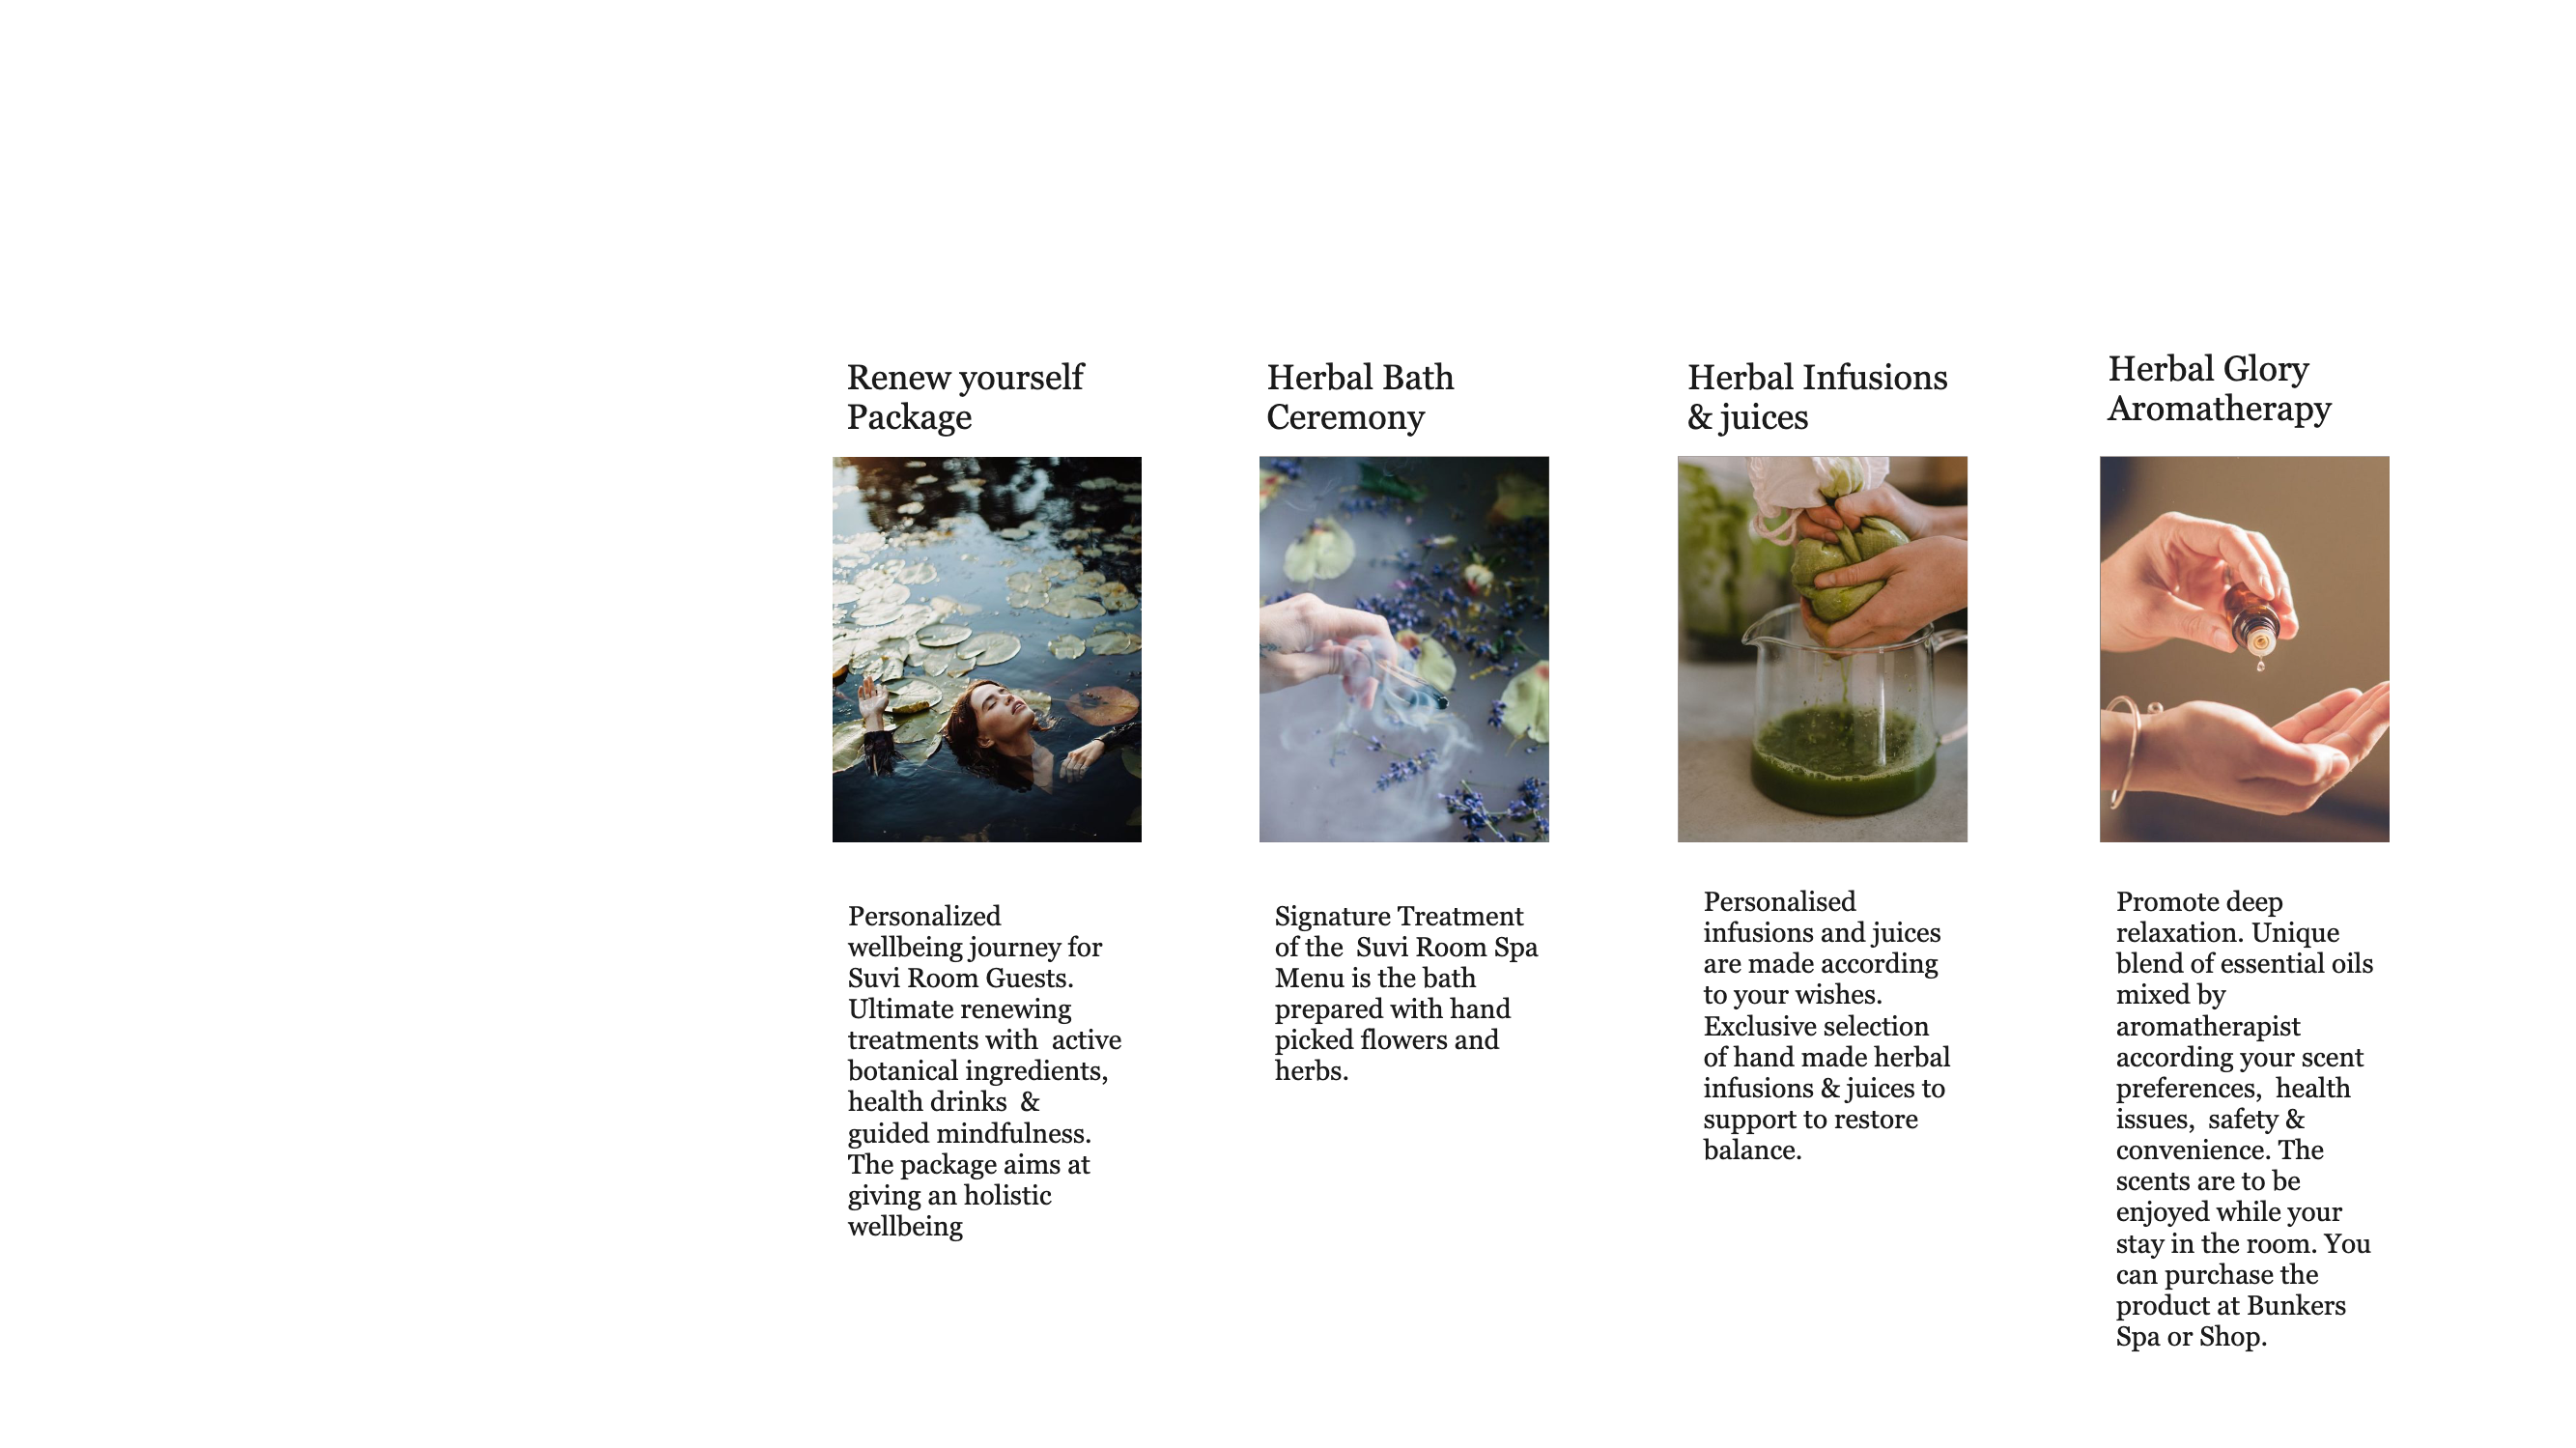 Renew yourself
Package
Personalized
wellbeing journey for
Suvi Room Guests.
Ultimate renewing
treatments with  active
botanical ingredients,
health drinks  &
guided mindfulness.
The package aims at
giving an holistic
wellbeing
Herbal Bath
Ceremony
Signature Treatment
of the  Suvi Room Spa
Menu is the bath
prepared with hand
picked flowers and
herbs.
Herbal Infusions
& juices
Personalised
infusions and juices
are made according
to your wishes.
Exclusive selection
of hand made herbal
infusions & juices to
support to restore
balance.
Herbal Glory
Aromatherapy
Promote deep
relaxation. Unique
blend of essential oils
mixed by
aromatherapist
according your scent
preferences,  health
issues,  safety &
convenience. The
scents are to be
enjoyed while your
stay in the room. You
can purchase the
product at Bunkers
Spa or Shop.